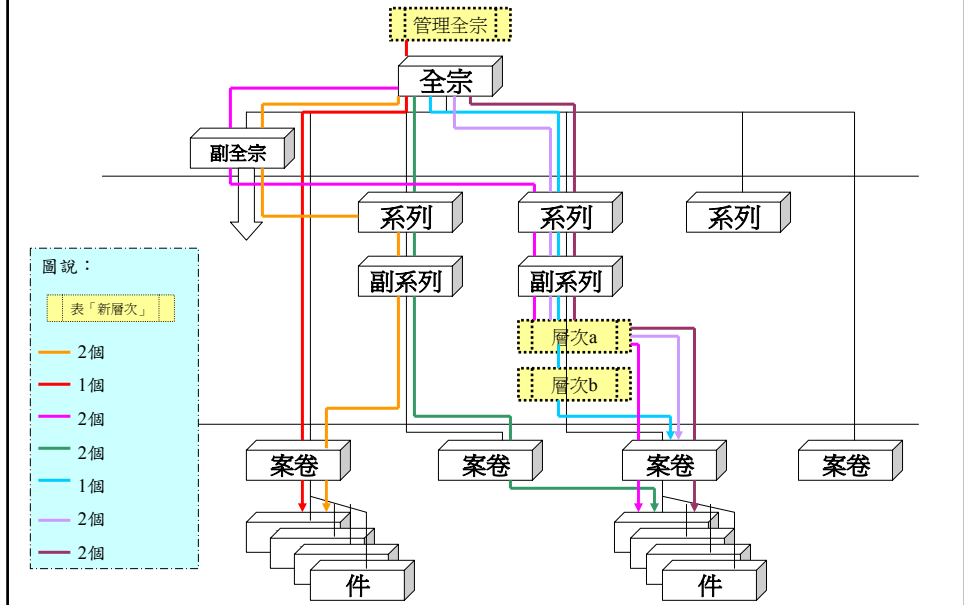 管理全宗
全宗
副全宗
系列
系列
系列
副系列
副系列
圖說：
表「新層次」
2個
1個
2個
2個
1個
2個
2個
層次a
層次b
案卷
案卷
案卷
案卷
件
件